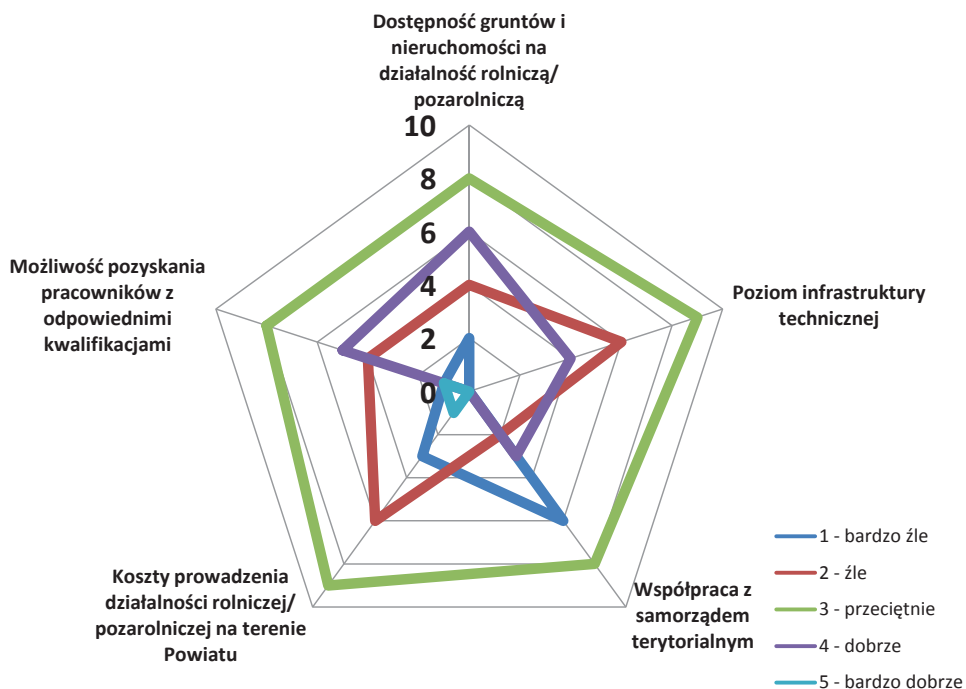 Dostępność gruntów i
nieruchomości na
działalność rolniczą/
pozarolniczą
10
8
6
4
2
0
Możliwość pozyskania
pracowników z
odpowiednimi
kwalifikacjami
Poziom infrastruktury
technicznej
Koszty prowadzenia
działalności rolniczej/
pozarolniczej na terenie
Powiatu
Współpraca z
samorządem
terytorialnym
1 - bardzo źle
2 - źle
3 - przeciętnie
4 - dobrze
5 - bardzo dobrze